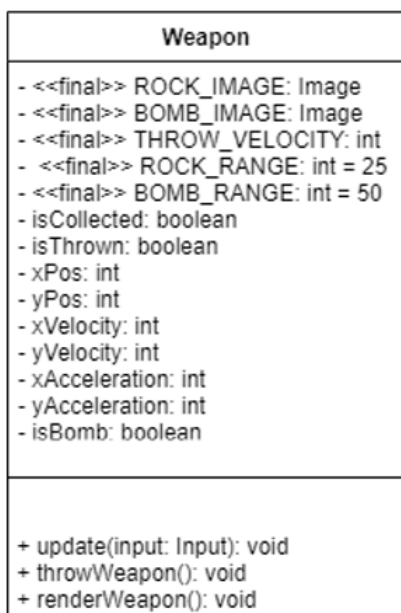 Weapon
- <<final>> ROCK_IMAGE: Image
- <<final>> BOMB_IMAGE: Image
- <<final>> THROW_VELOCITY: int
- <<final>> ROCK_RANGE: int = 25
- <<final>> BOMB_RANGE: int = 50
- isCollected: boolean
- isThrown: boolean
- xPos: int
- yPos: int
- xVelocity: int
- yVelocity: int
- xAcceleration: int
- yAcceleration: int
- isBomb: boolean
+ update(input: Input): void
+ throwWeapon(): void
+ renderWeapon(): void